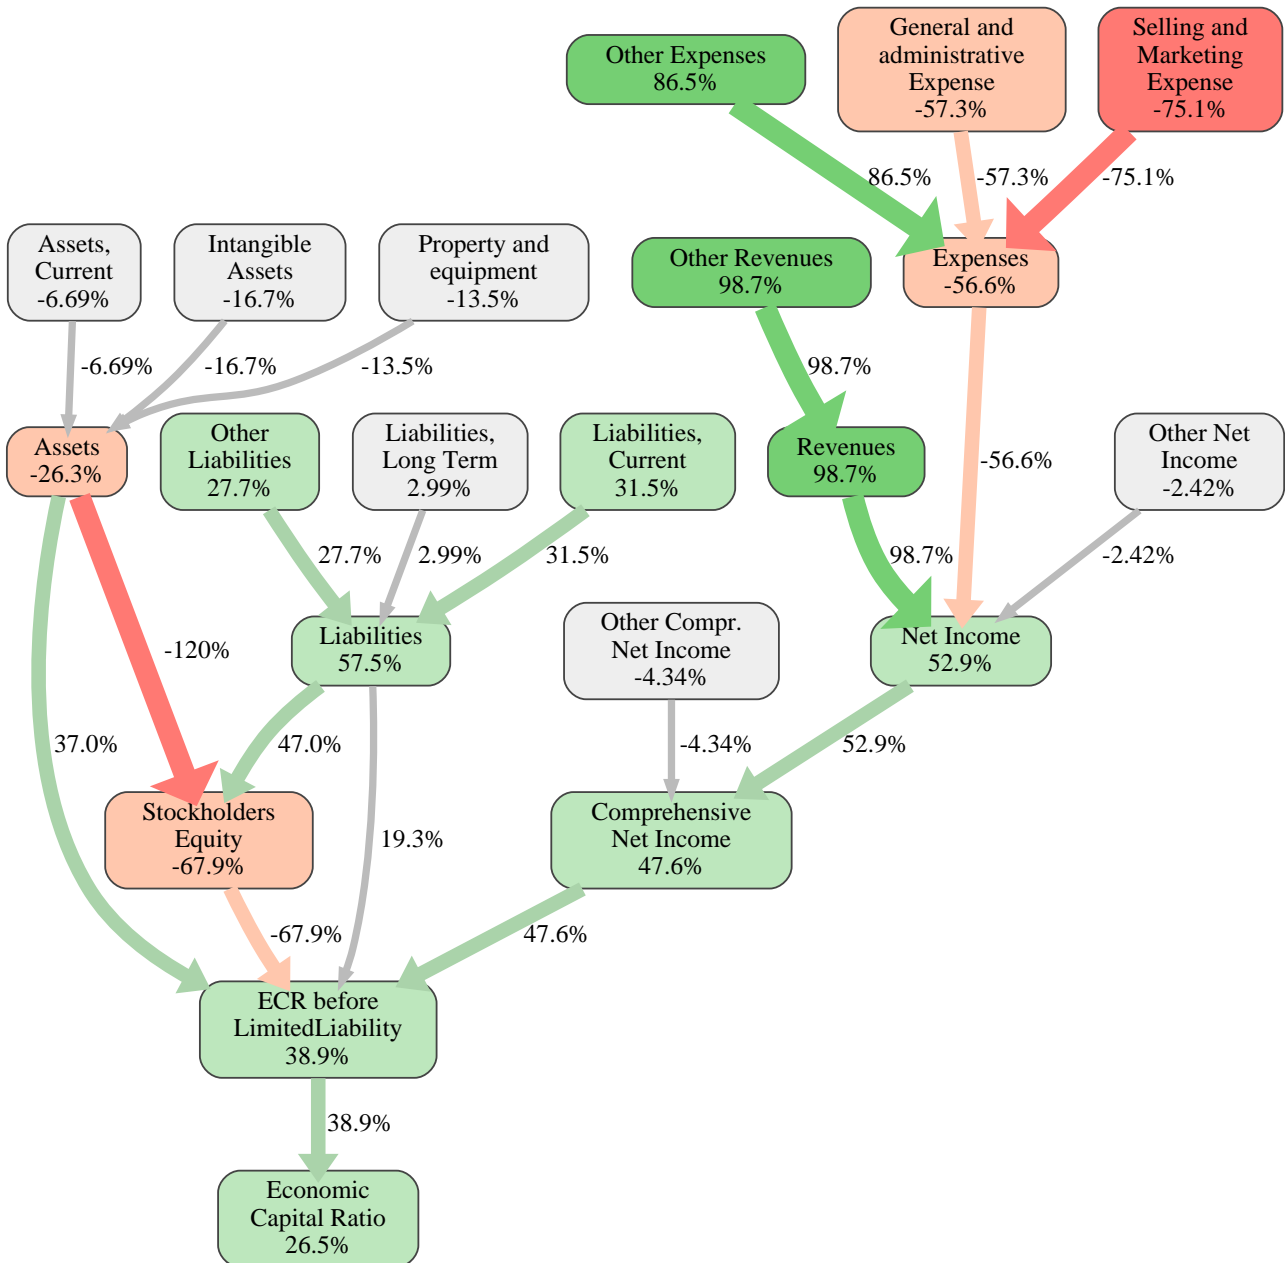 Other Expenses
86.5%
General and
administrative
Expense
-57.3%
Selling and
Marketing
Expense
-75.1%
86.5%
-57.3%
-75.1%
Assets,
Current
-6.69%
Intangible
Assets
-16.7%
Property and
equipment
-13.5%
Other Revenues
98.7%
Expenses
-56.6%
-6.69%
-16.7%
-13.5%
98.7%
Assets
-26.3%
Other
Liabilities
27.7%
Liabilities,
Long Term
2.99%
Liabilities,
Current
31.5%
Revenues
98.7%
-56.6%
Other Net
Income
-2.42%
27.7%
2.99%
31.5%
98.7%
-2.42%
-120%
Liabilities
57.5%
Other Compr.
Net Income
-4.34%
Net Income
52.9%
37.0%
47.0%
-4.34%
52.9%
Stockholders
Equity
-67.9%
19.3%
Comprehensive
Net Income
47.6%
-67.9%
47.6%
ECR before
LimitedLiability
38.9%
38.9%
Economic
Capital Ratio
26.5%